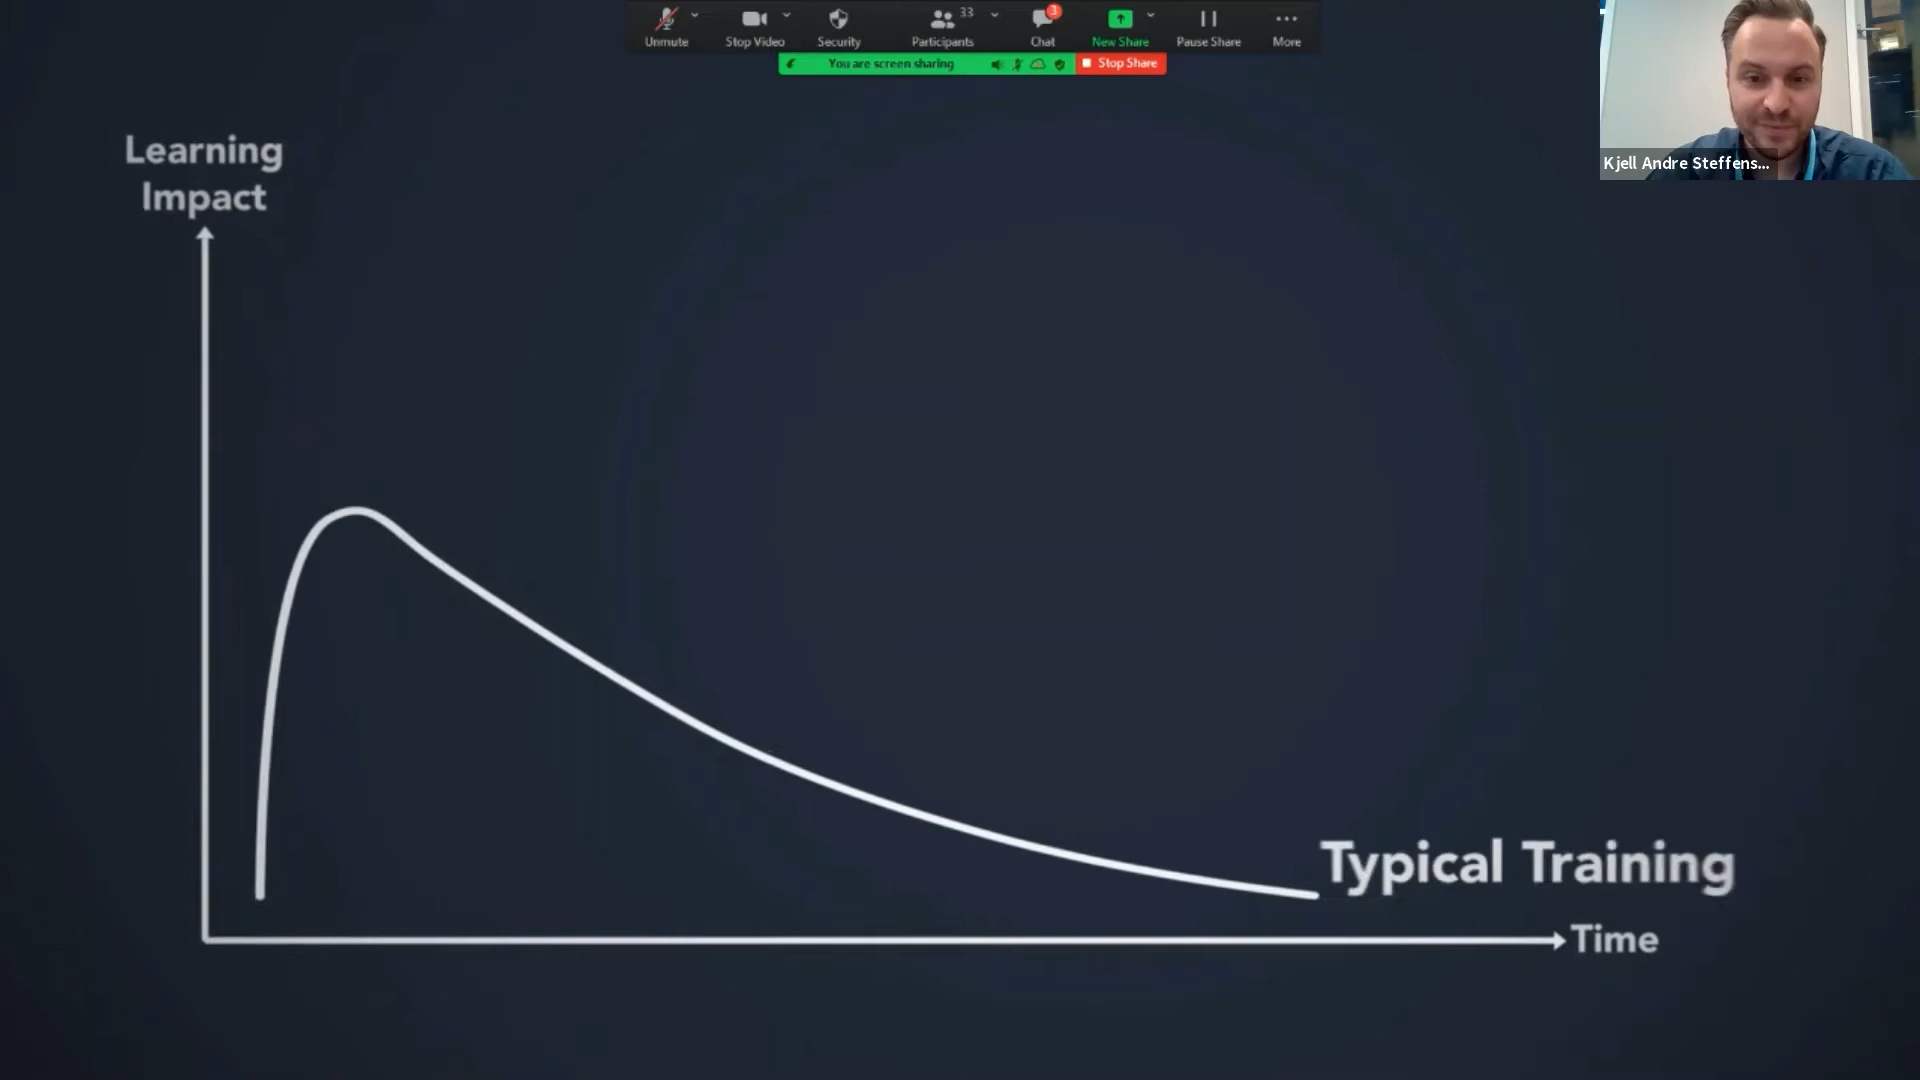 Unmute
Stop Video
Security
Participants
33
Chat
3
New Share
Pause Share
More
You are screen sharing
Stop Share
Kjell Andre Steffens...
Learning
Impact
Typical Training
Time